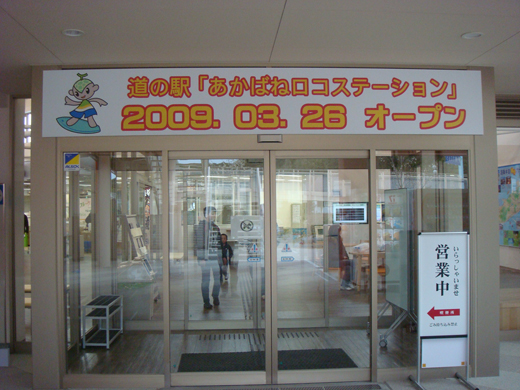 道の駅「あかばねロコステーション」
2009. 03. 26 オープン
いらっしゃいませ
営業中